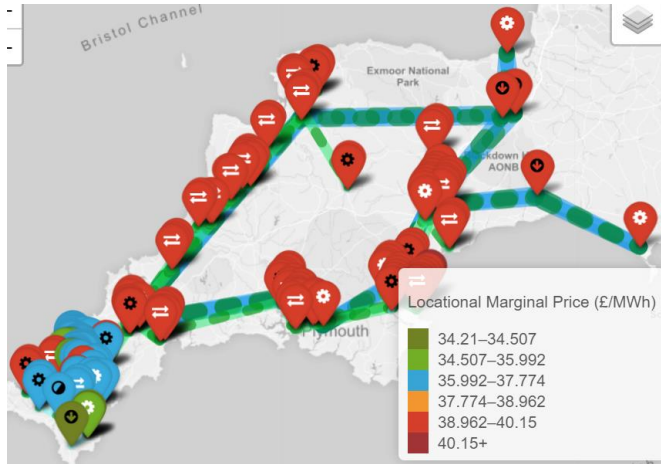 Bristol Channel
Exmoor National
Park
AONB
Plymouth
Locational Marginal Price (£/MWh)
34.21–34.507
34.507–35.992
35.992–37.774
37.774–38.962
38.962–40.15
40.15+